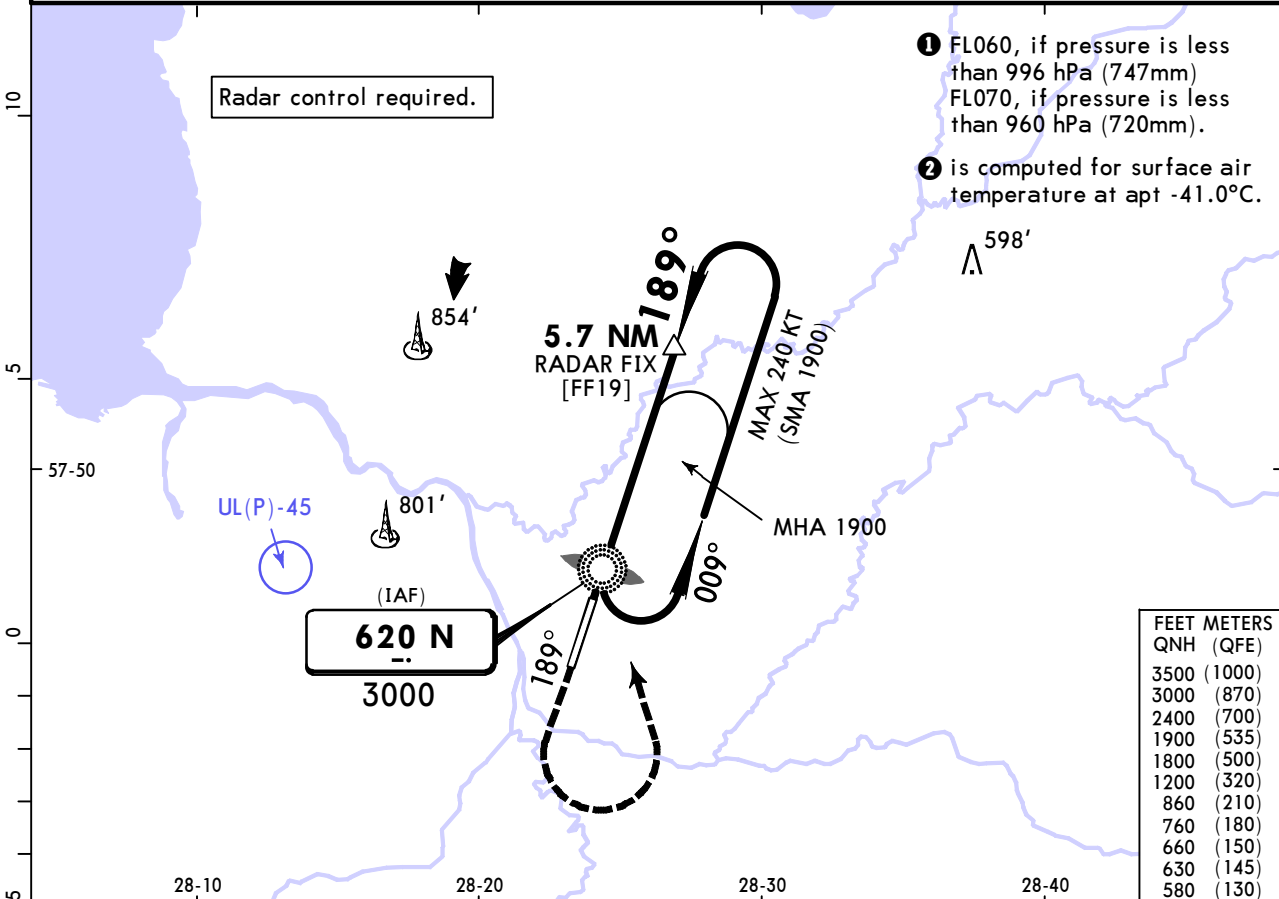 ❶ FL060, if pressure is less
than 996 hPa (747mm)
FL070, if pressure is less
than 960 hPa (720mm).
❷ is computed for surface air
temperature at apt -41.0°C.
Radar control required.
10
598'
189°
854'
5.7 NM
RADAR FIX
[FF19]
MAX 240 KT
(SMA 1900)
5
57-50
UL(P)-45
801'
MHA 1900
009°
(IAF)
620 N
-.
3000
0
189°
FEET METERS
QNH (QFE)
3500 (1000)
3000 (870)
2400 (700)
1900 (535)
1800 (500)
1200 (320)
860 (210)
760 (180)
660 (150)
630 (145)
580 (130)
5
28-10
28-20
28-30
28-40